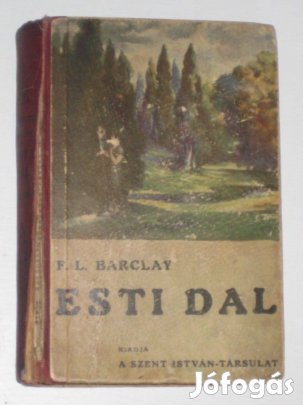 F. L. BARCLAY
ESTI DAL
KIADJA
A SZENT ISTVÁN-TÁRSULAT
Jófogás